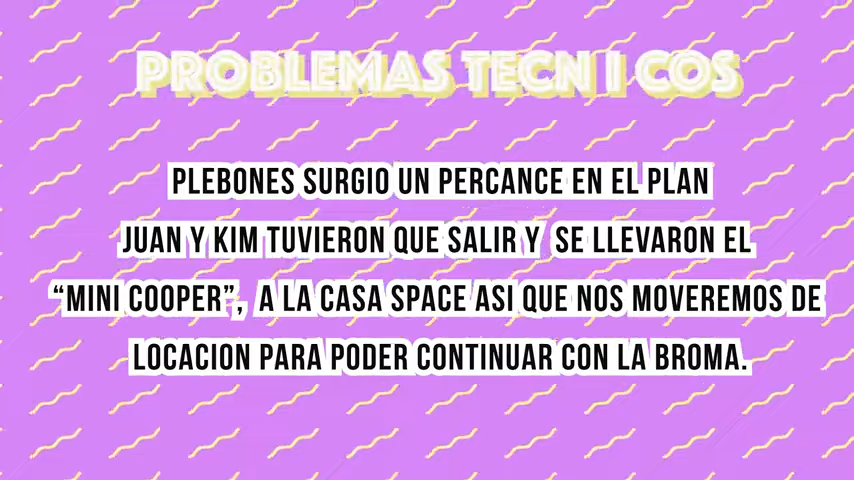 PROBLEMAS TECN I COS
PLEBONES SURGIO UN PERCANCE EN EL PLAN
JUAN Y KIM TUVIERON QUE SALIR Y SE LLEVARON EL
“MINI COOPER”, A LA CASA SPACE ASI QUE NOS MOVEREMOS DE
LOCACION PARA PODER CONTINUAR CON LA BROMA.